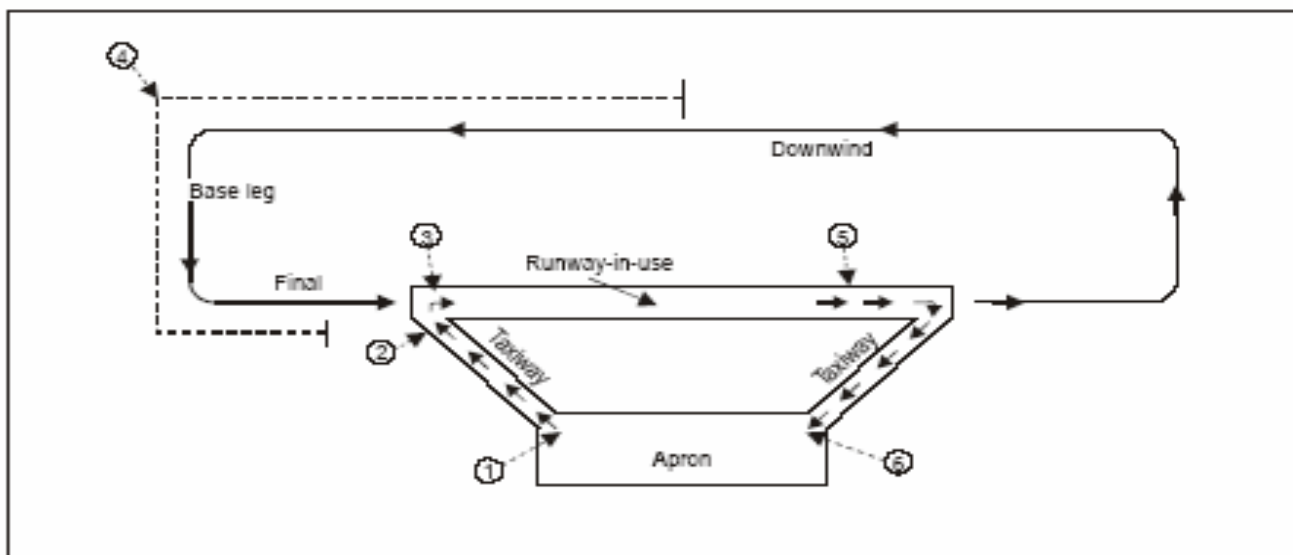 4
Downwind
Base leg
3
5
Runway-in-use
Final
2
Taxiway
Taxiway
1
Apron
6